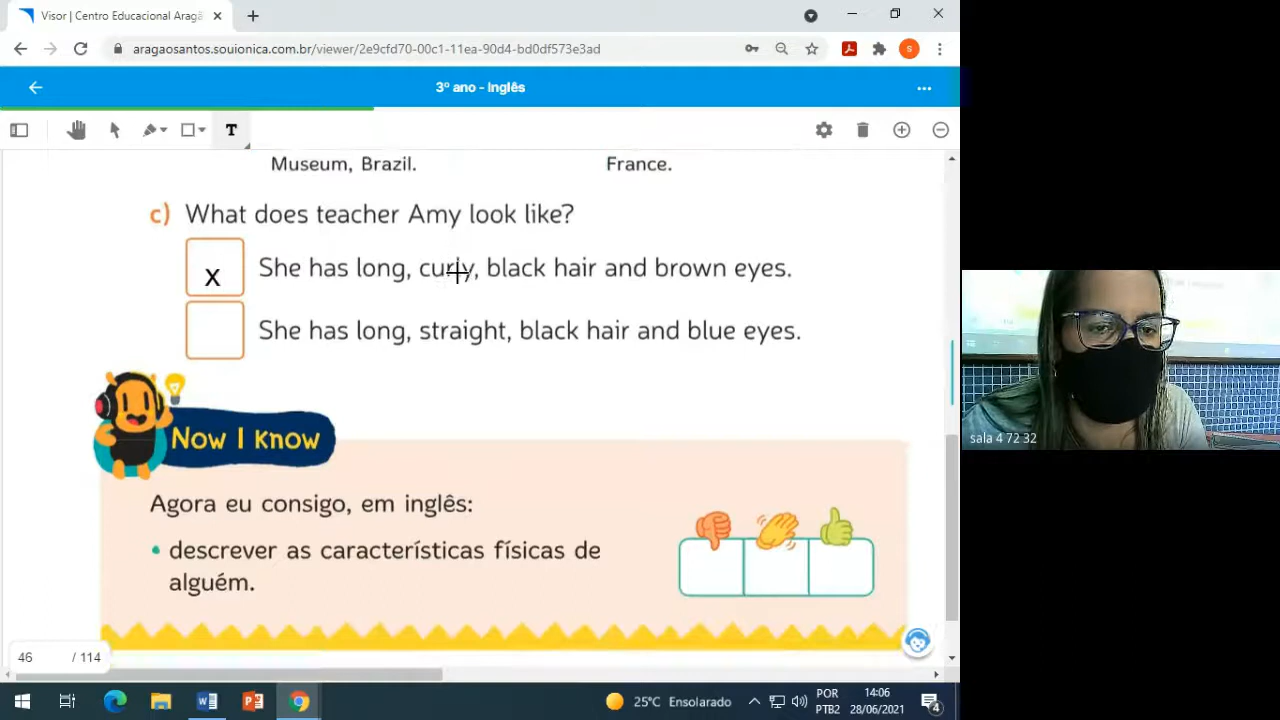 Visor | Centro Educacional Aragã
aragaosantos.souionica.com.br/viewer/2e9cfd70-00c1-11ea-90d4-bd0df573e3ad
S
3º ano - Inglês
T
Museum, Brazil.
France.
c) What does teacher Amy look like?
x She has long, curly, black hair and brown eyes.
She has long, straight, black hair and blue eyes.
Now I know
Agora eu consigo, em inglês:
• descrever as características físicas de
alguém.
46 / 114
sala 4 72 32
25°C Ensolarado
POR
PTB2
14:06
28/06/2021
4